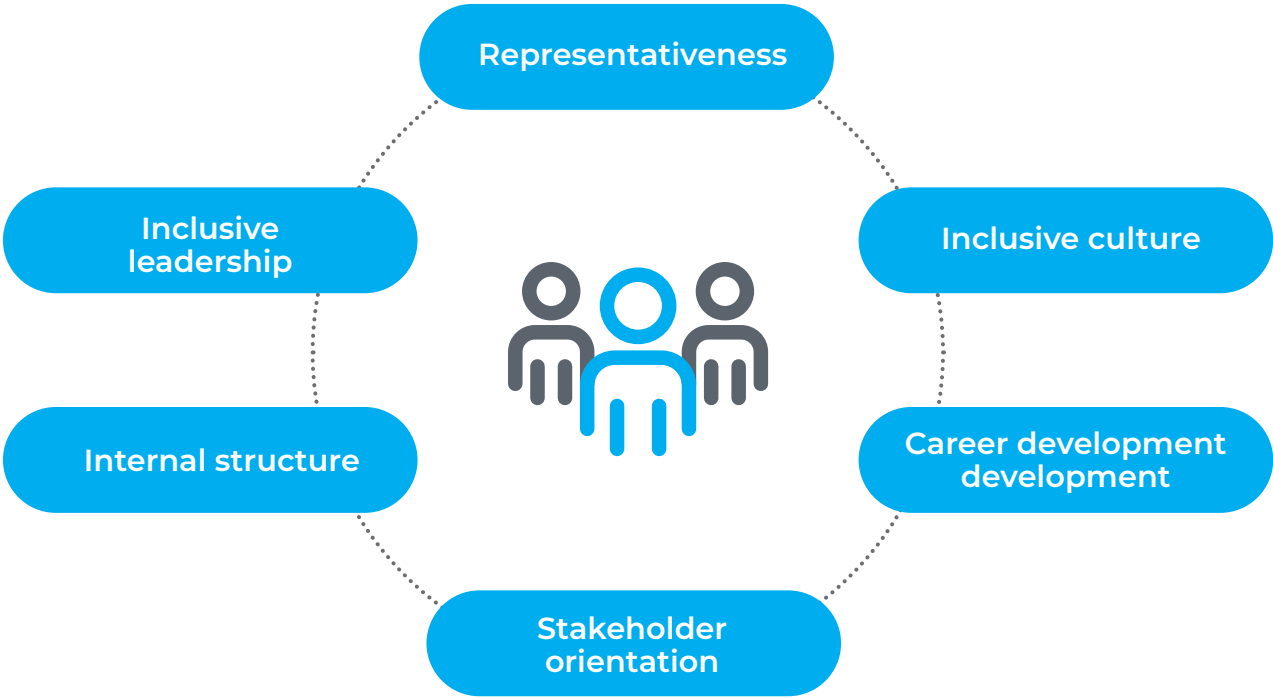 Representativeness
Inclusive
leadership
Inclusive culture
Internal structure
Career development
development
Stakeholder
orientation